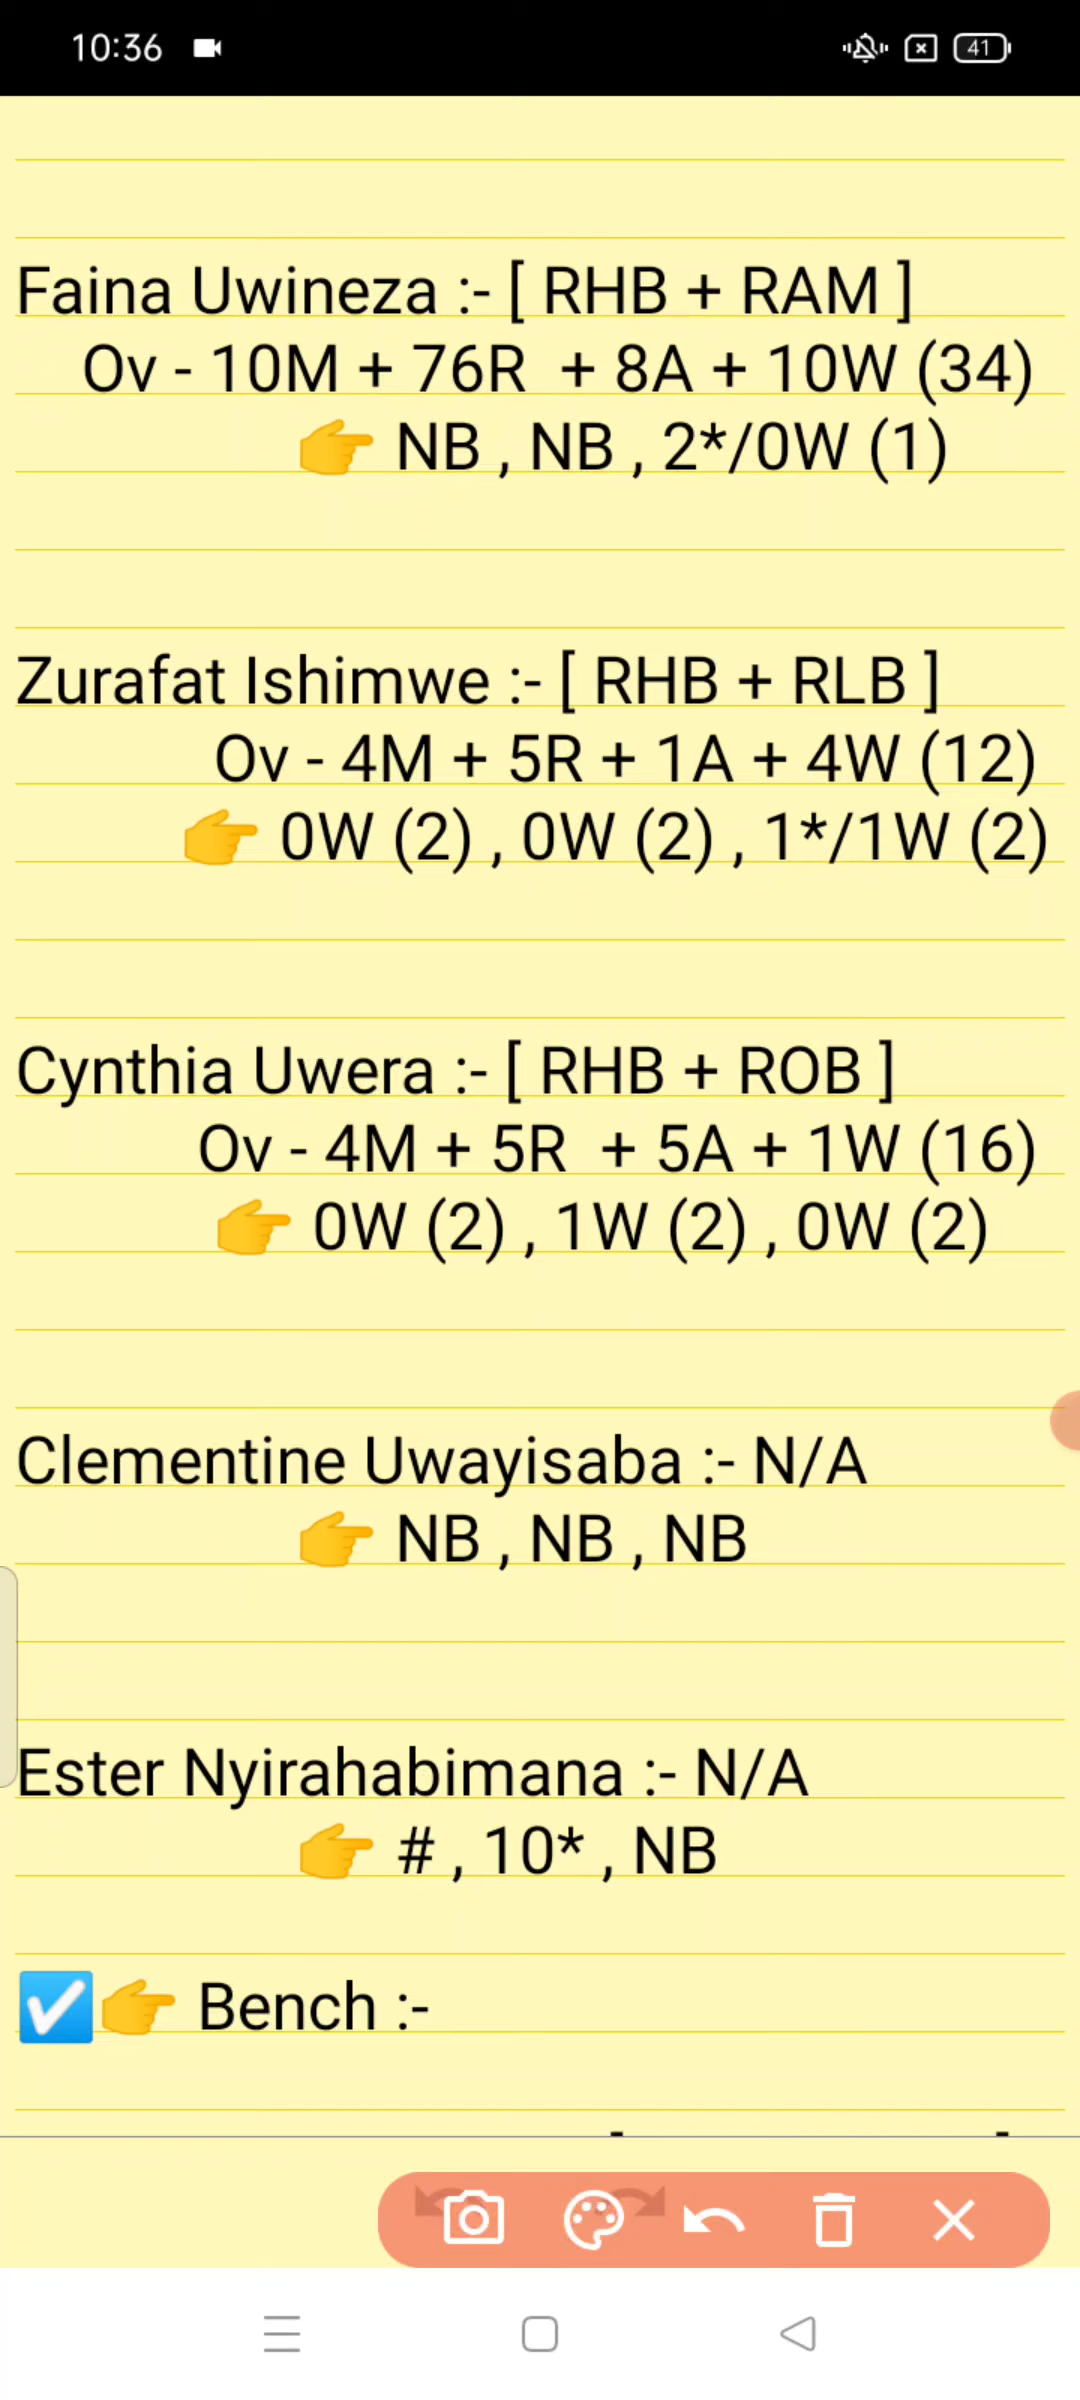 10:36
41
Faina Uwineza :- [ RHB + RAM ]
Ov - 10M + 76R + 8A + 10W (34)
👉 NB , NB , 2*/0W (1)
Zurafat Ishimwe :- [ RHB + RLB ]
Ov - 4M + 5R + 1A + 4W (12)
👉 0W (2) , 0W (2) , 1*/1W (2)
Cynthia Uwera :- [ RHB + ROB ]
Ov - 4M + 5R + 5A + 1W (16)
👉 0W (2) , 1W (2) , 0W (2)
Clementine Uwayisaba :- N/A
👉 NB , NB , NB
Ester Nyirahabimana :- N/A
👉 # , 10* , NB
☑👉 Bench :-